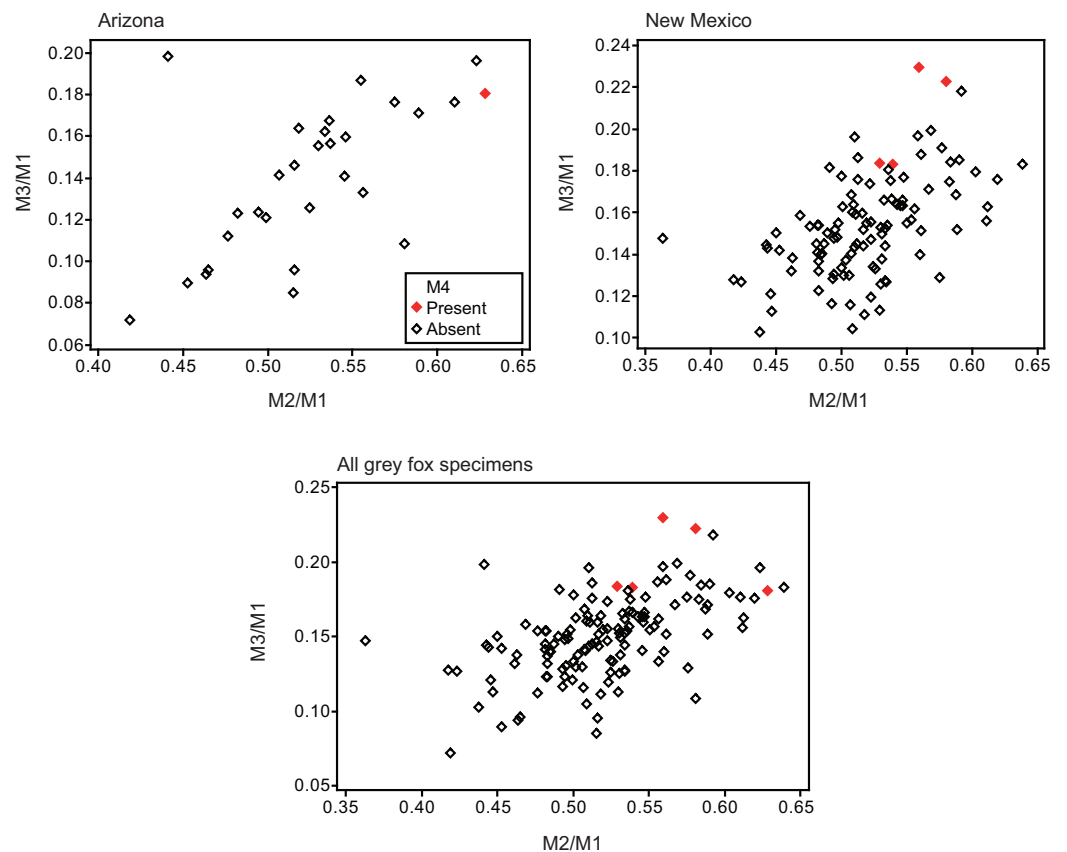 Arizona
M3/M1
0.20
0.18
0.16
0.14
0.12
0.10
0.08
0.06
0.40 0.45 0.50 0.55 0.60 0.65
M2/M1
M4
Present
Absent
New Mexico
M3/M1
0.24
0.22
0.20
0.18
0.16
0.14
0.12
0.10
0.35 0.40 0.45 0.50 0.55 0.60 0.65
M2/M1
All grey fox specimens
M3/M1
0.25
0.20
0.15
0.10
0.05
0.35 0.40 0.45 0.50 0.55 0.60 0.65
M2/M1